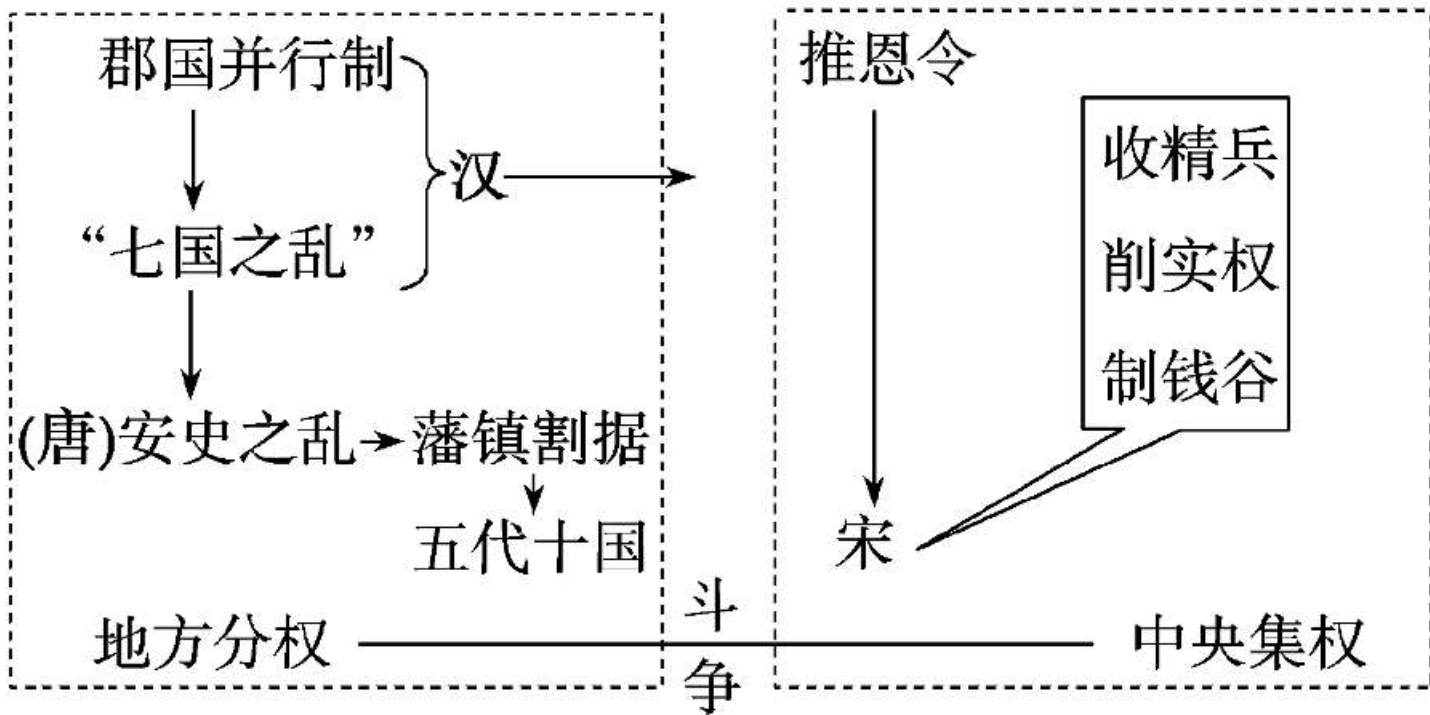 郡国并行制
汉
“七国之乱”
(唐)安史之乱
藩镇割据
五代十国
地方分权
斗争
推恩令
收精兵
削实权
制钱谷
宋
中央集权